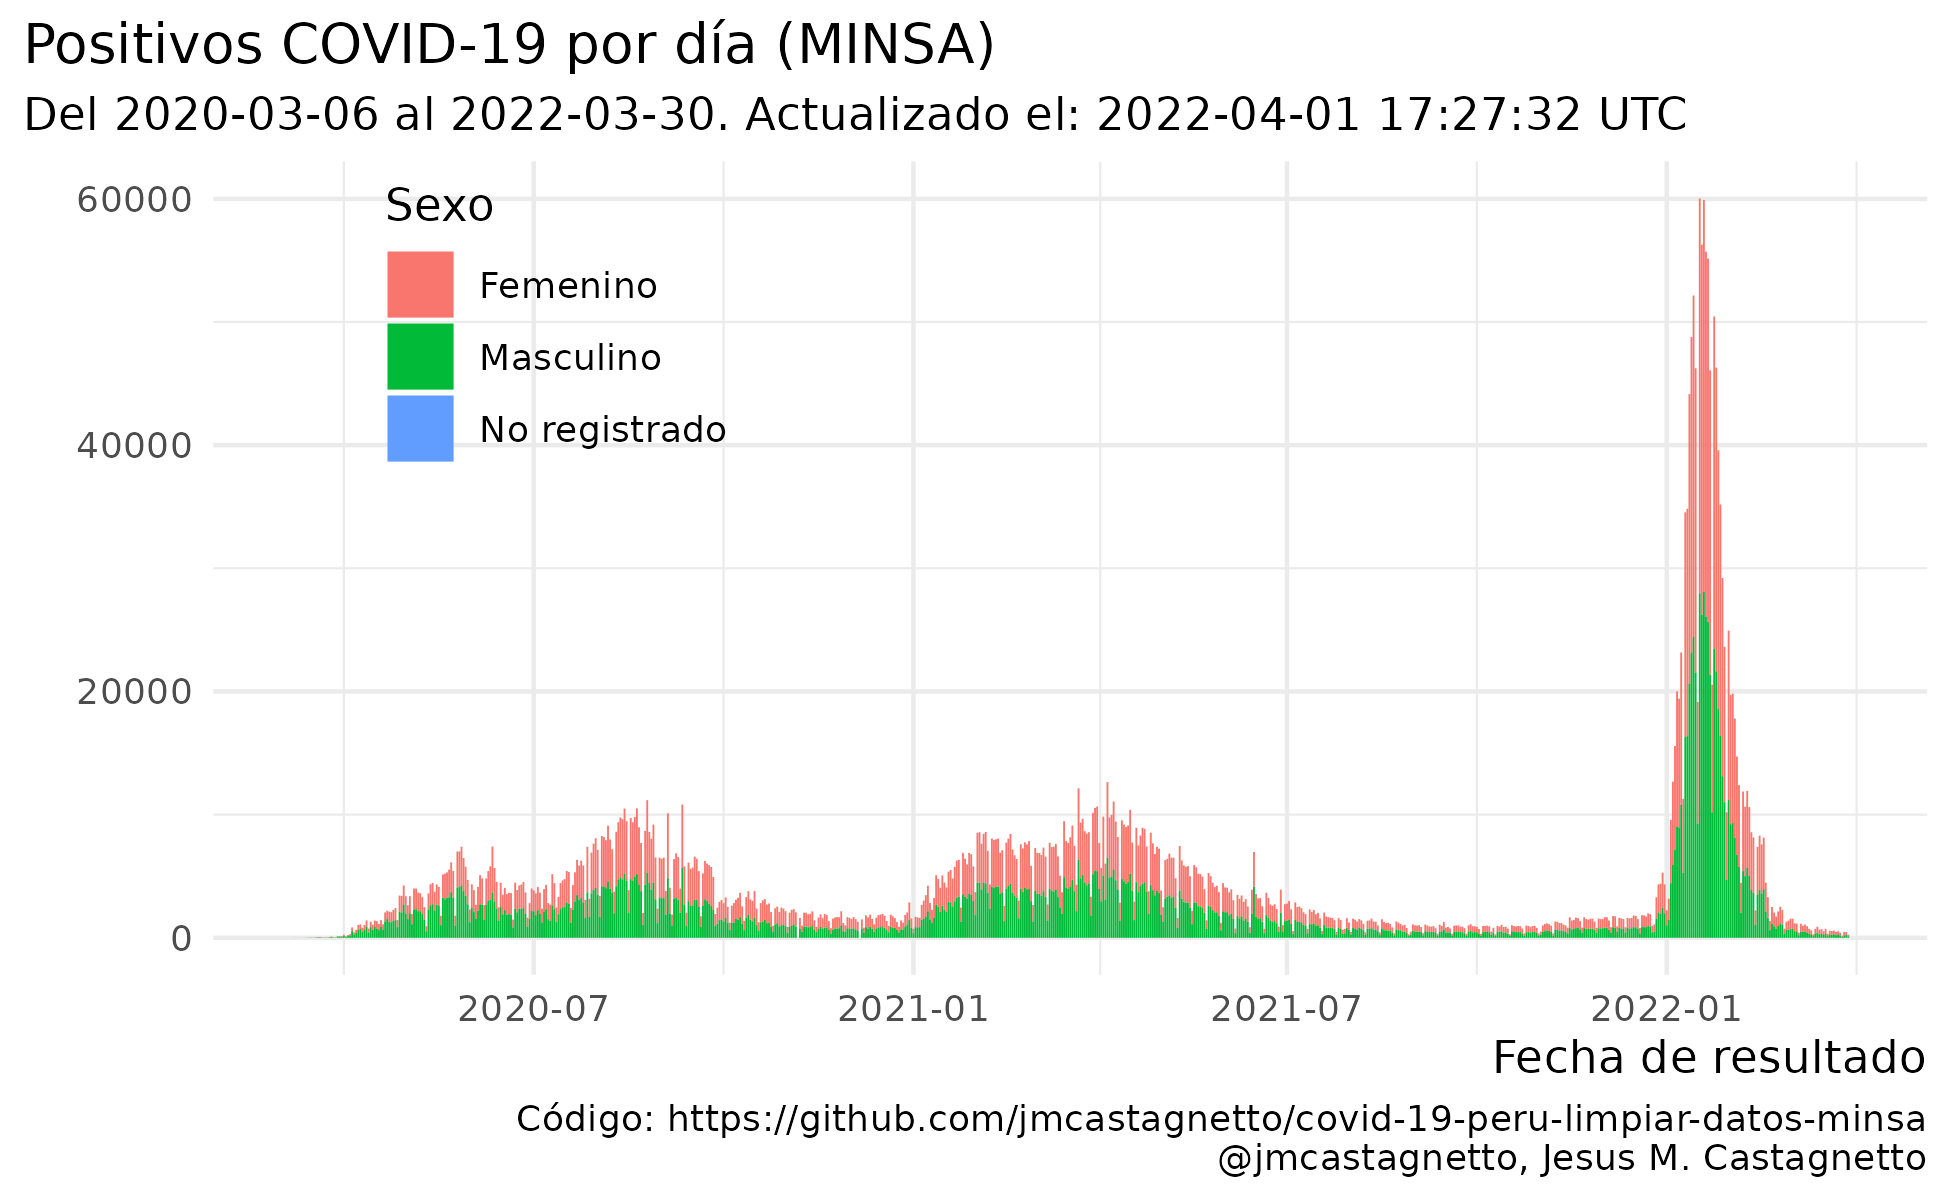 Positivos COVID-19 por día (MINSA)
Del 2020-03-06 al 2022-03-30. Actualizado el: 2022-04-01 17:27:32 UTC
60000
40000
20000
0
Sexo
Femenino
Masculino
No registrado
2020-07
2021-01
2021-07
2022-01
Fecha de resultado
Código: https://github.com/jmcastagnetto/covid-19-peru-limpiar-datos-minsa
@jmcastagnetto, Jesus M. Castagnetto